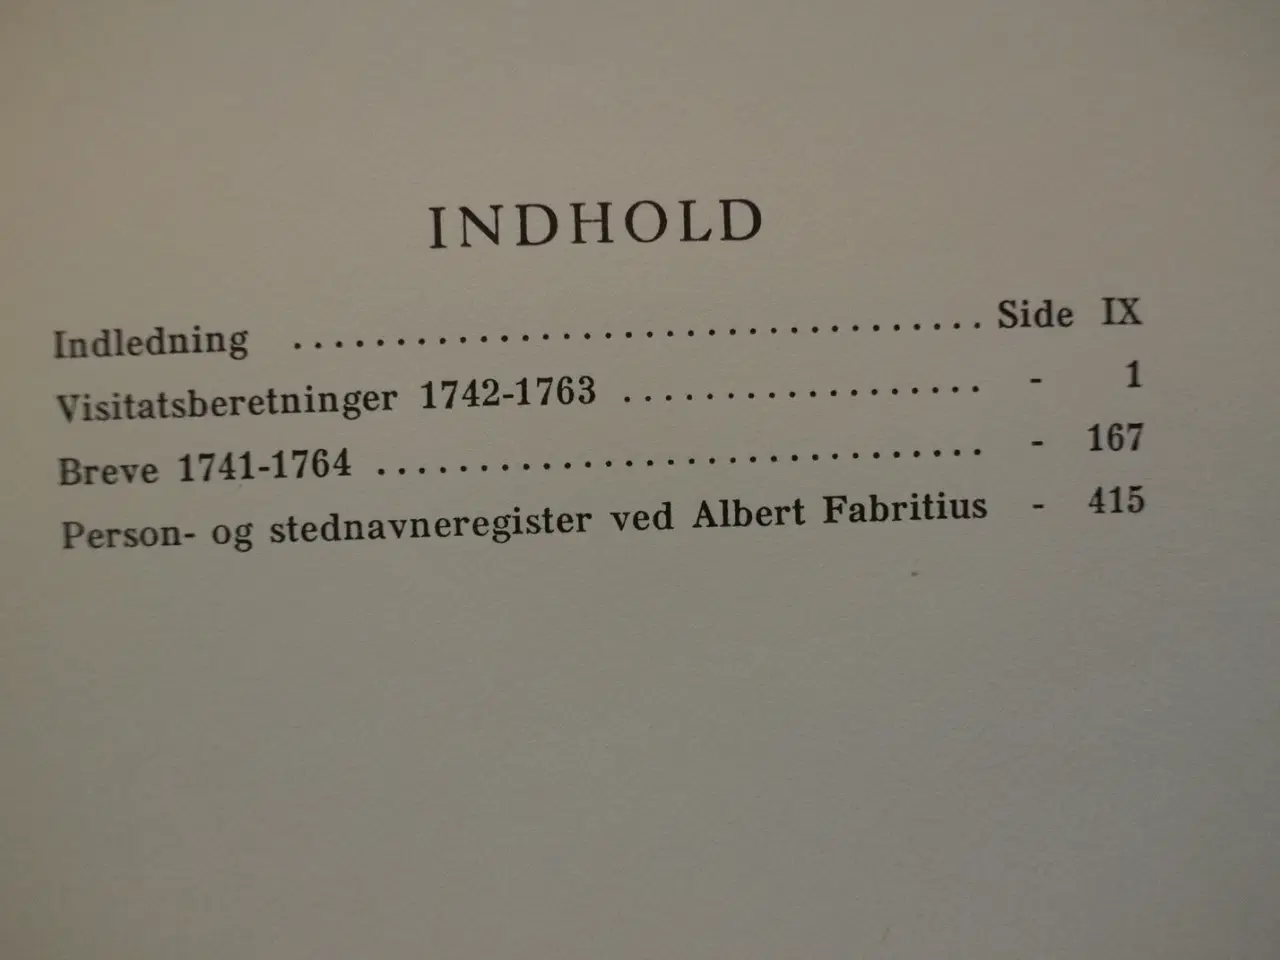 INDHOLD
Indledning ........................................ Side IX
Visitatsberetninger 1742-1763 .................. - 1
Breve 1741-1764 .............................. - 167
Person- og stednavneregister ved Albert Fabritius - 415